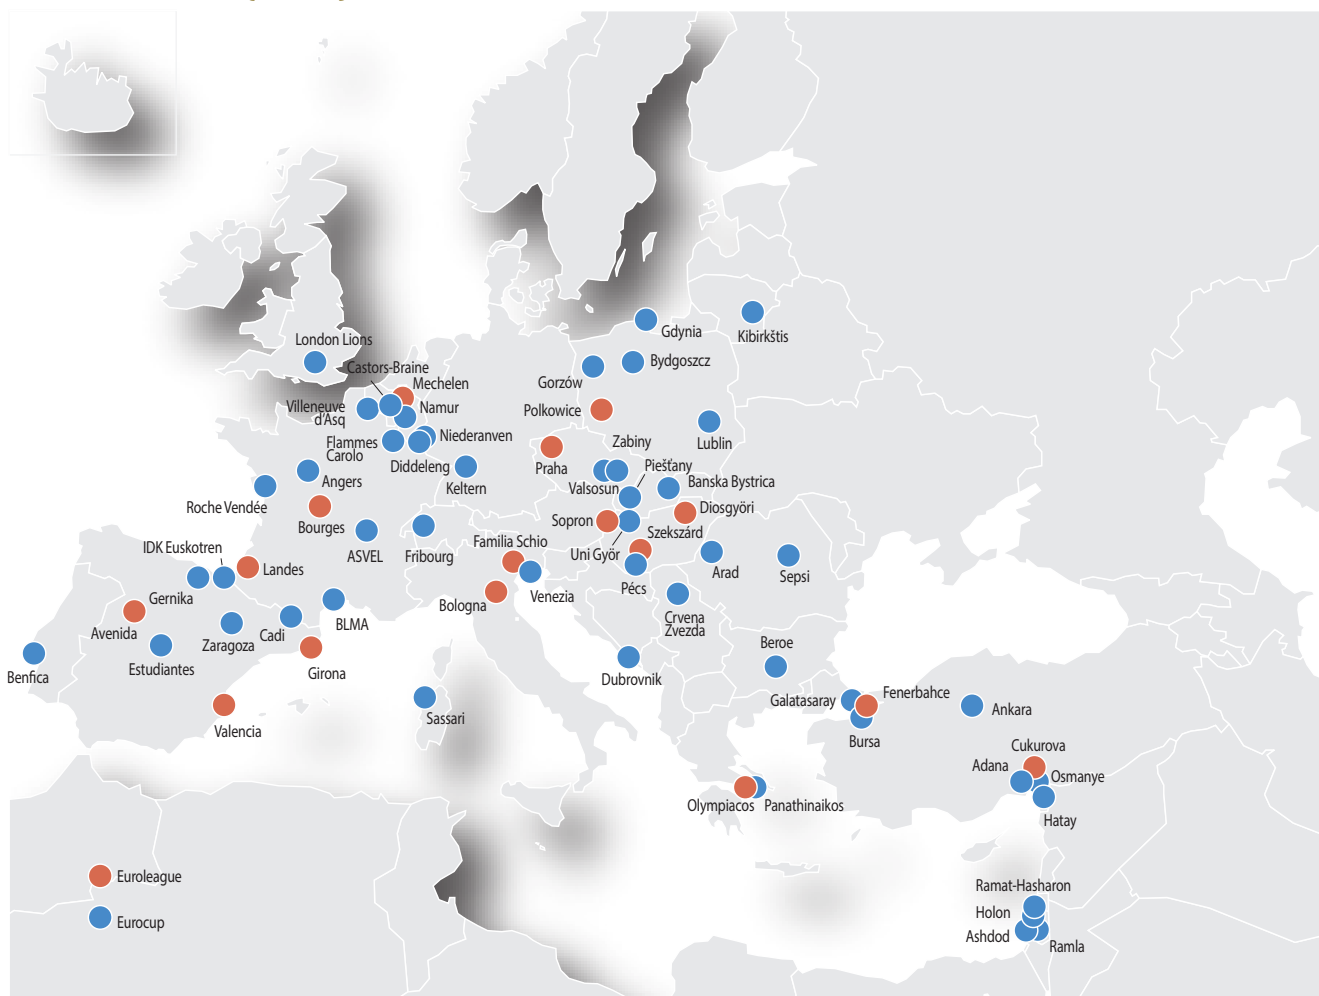 London Lions
Castors-Braine
Mechelen
Villeneuve
d'Asq
Namur
Flammes
Carolo
Niederanven
Diddeleng
Keltern
Angers
Roche Vendée
Bourges
ASVEL
Fribourg
Gdynia
Kibirkštis
Bydgoszcz
Gorzów
Polkowice
Lublin
Zabiny
Praha
Valsosun
Piešťany
Banska Bystrica
Diosgyöri
Sopron
Szekszárd
Uni Györ
Familia Schio
Arad
Sepsi
Pécs
Venezia
Bologna
Crvena
Zvezda
IDK Euskotren
Landes
Gernika
Avenida
Zaragoza
Cadi
BLMA
Estudiantes
Girona
Benfica
Valencia
Sassari
Dubrovnik
Beroe
Galatasaray
Fenerbahce
Bursa
Ankara
Cukurova
Adana
Osmanye
Hatay
Olympiacos
Panathinaikos
Ramat-Hasharon
Holon
Ashdod
Ramla
Euroleague
Eurocup